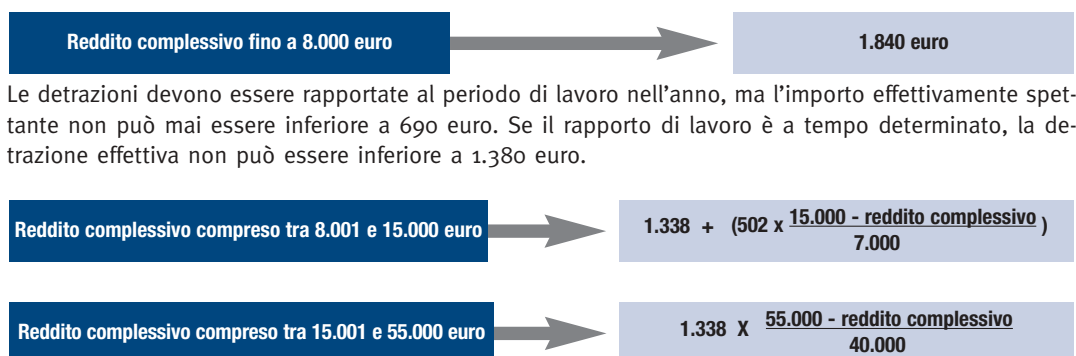 Reddito complessivo fino a 8.000 euro
1.840 euro
Le detrazioni devono essere rapportate al periodo di lavoro nell'anno, ma l'importo effettivamente spet-
tante non può mai essere inferiore a 690 euro. Se il rapporto di lavoro è a tempo determinato, la de-
trazione effettiva non può essere inferiore a 1.380 euro.
Reddito complessivo compreso tra 8.001 e 15.000 euro
1.338 + (502 x 15.000 - reddito complessivo )
7.000
Reddito complessivo compreso tra 15.001 e 55.000 euro
1.338 X 55.000 - reddito complessivo
40.000